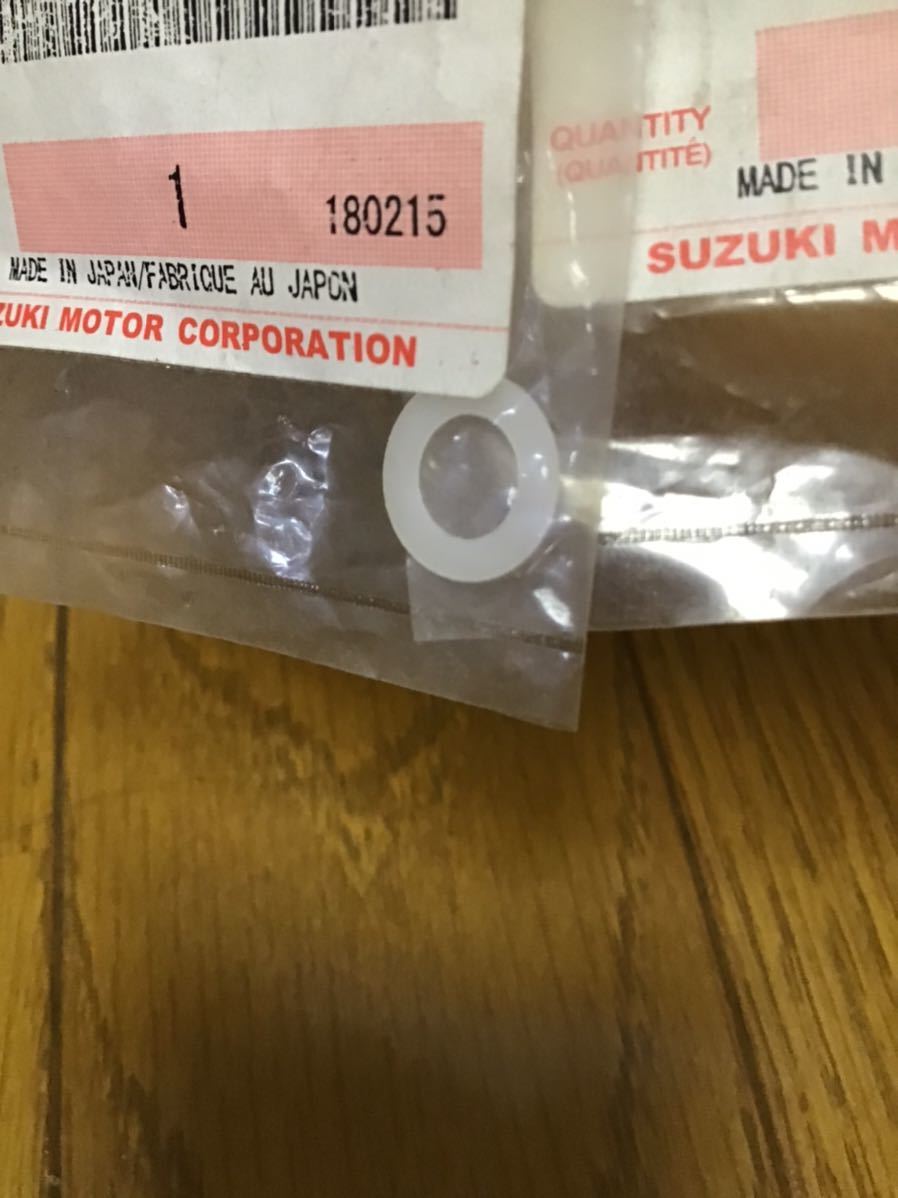 1 180215
MADE IN JAPAN/FABRIQUE AU JAPON
ZUKI MOTOR CORPORATION
QUANTITY
(QUANTITÉ)
MADE IN
SUZUKI M